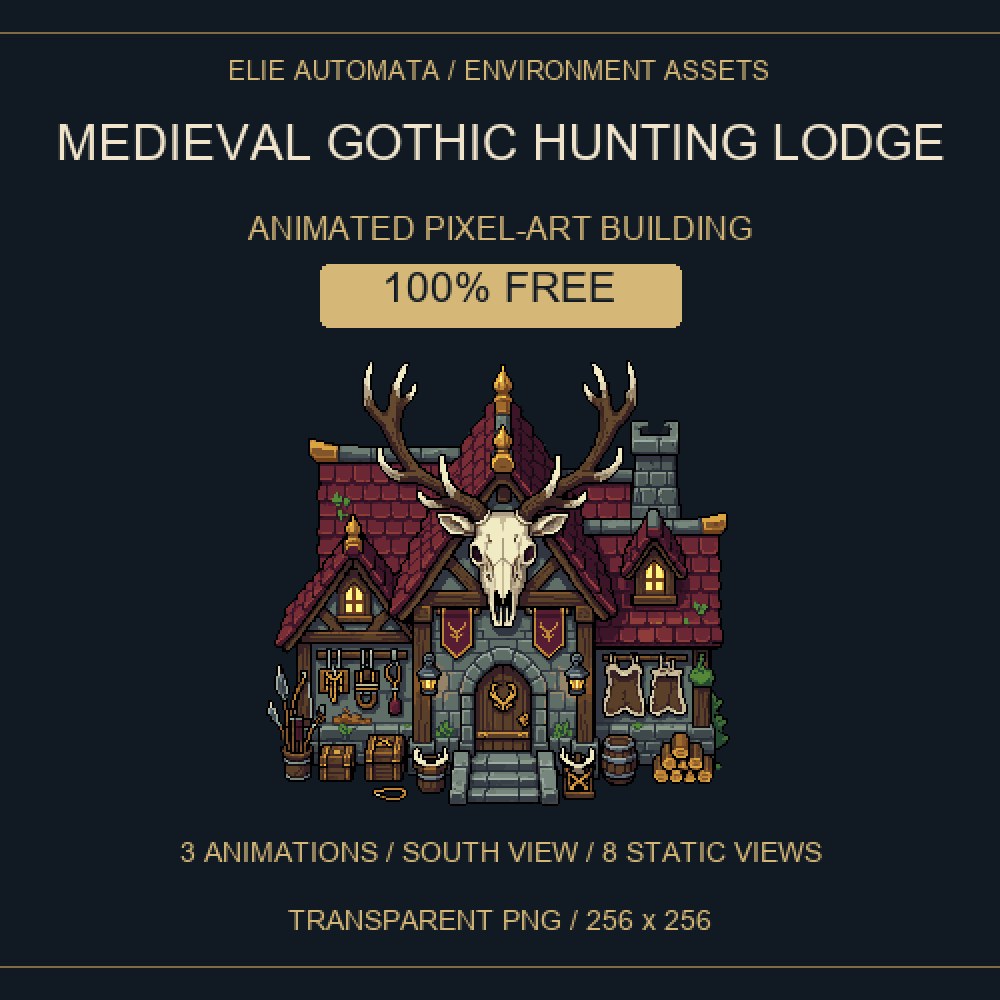 ELIE AUTOMATA / ENVIRONMENT ASSETS
MEDIEVAL GOTHIC HUNTING LODGE
ANIMATED PIXEL-ART BUILDING
100% FREE
3 ANIMATIONS / SOUTH VIEW / 8 STATIC VIEWS
TRANSPARENT PNG / 256 x 256